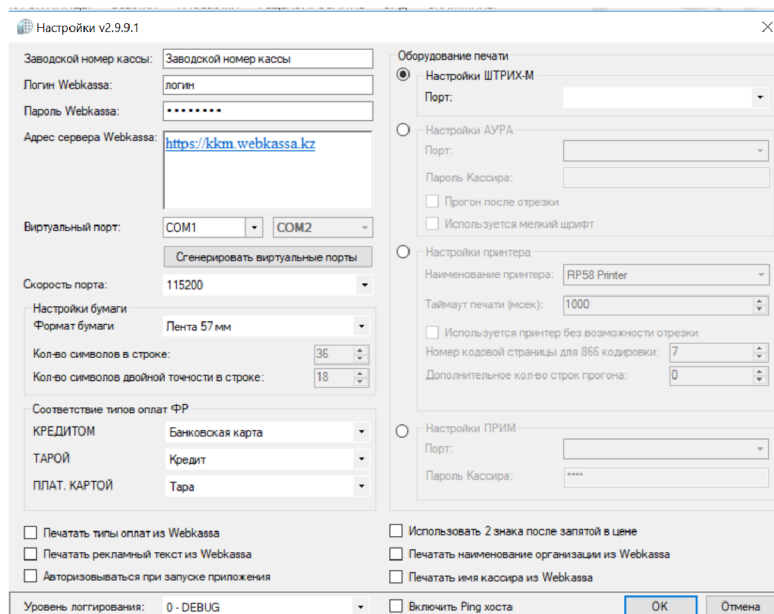 Настройки v2.9.9.1
Заводской номер кассы:
Заводской номер кассы
Логин Webkassa:
логин
Пароль Webkassa:
••••••••
Адрес сервера Webkassa:
https://kkm.webkassa.kz
Виртуальный порт:
COM1
COM2
Сгенерировать виртуальные порты
Скорость порта:
115200
Настройки бумаги
Формат бумаги
Лента 57 мм
Кол-во символов в строке:
36
Кол-во символов двойной точности в строке:
18
Соответствие типов оплат ФР
КРЕДИТОМ
Банковская карта
ТАРОЙ
Кредит
ПЛАТ. КАРТОЙ
Тара
Печатать типы оплат из Webkassa
Печатать рекламный текст из Webkassa
Авторизовываться при запуске приложения
Уровень логгирования:
0 - DEBUG
Оборудование печати
Настройки ШТРИХ-М
Порт:
Настройки АУРА
Порт:
Пароль Кассира:
Прогон после отрезки
Используется мелкий шрифт
Настройки принтера
Наименование принтера:
RP58 Printer
Таймаут печати (мсек):
1000
Используется принтер без возможности отрезки
Номер кодовой страницы для 866 кодировки:
7
Дополнительное кол-во строк прогона:
0
Настройки ПРИМ
Порт:
Пароль Кассира:
****
Использовать 2 знака после запятой в цене
Печатать наименование организации из Webkassa
Печатать имя кассира из Webkassa
Включить Ping хоста
OK
Отмена